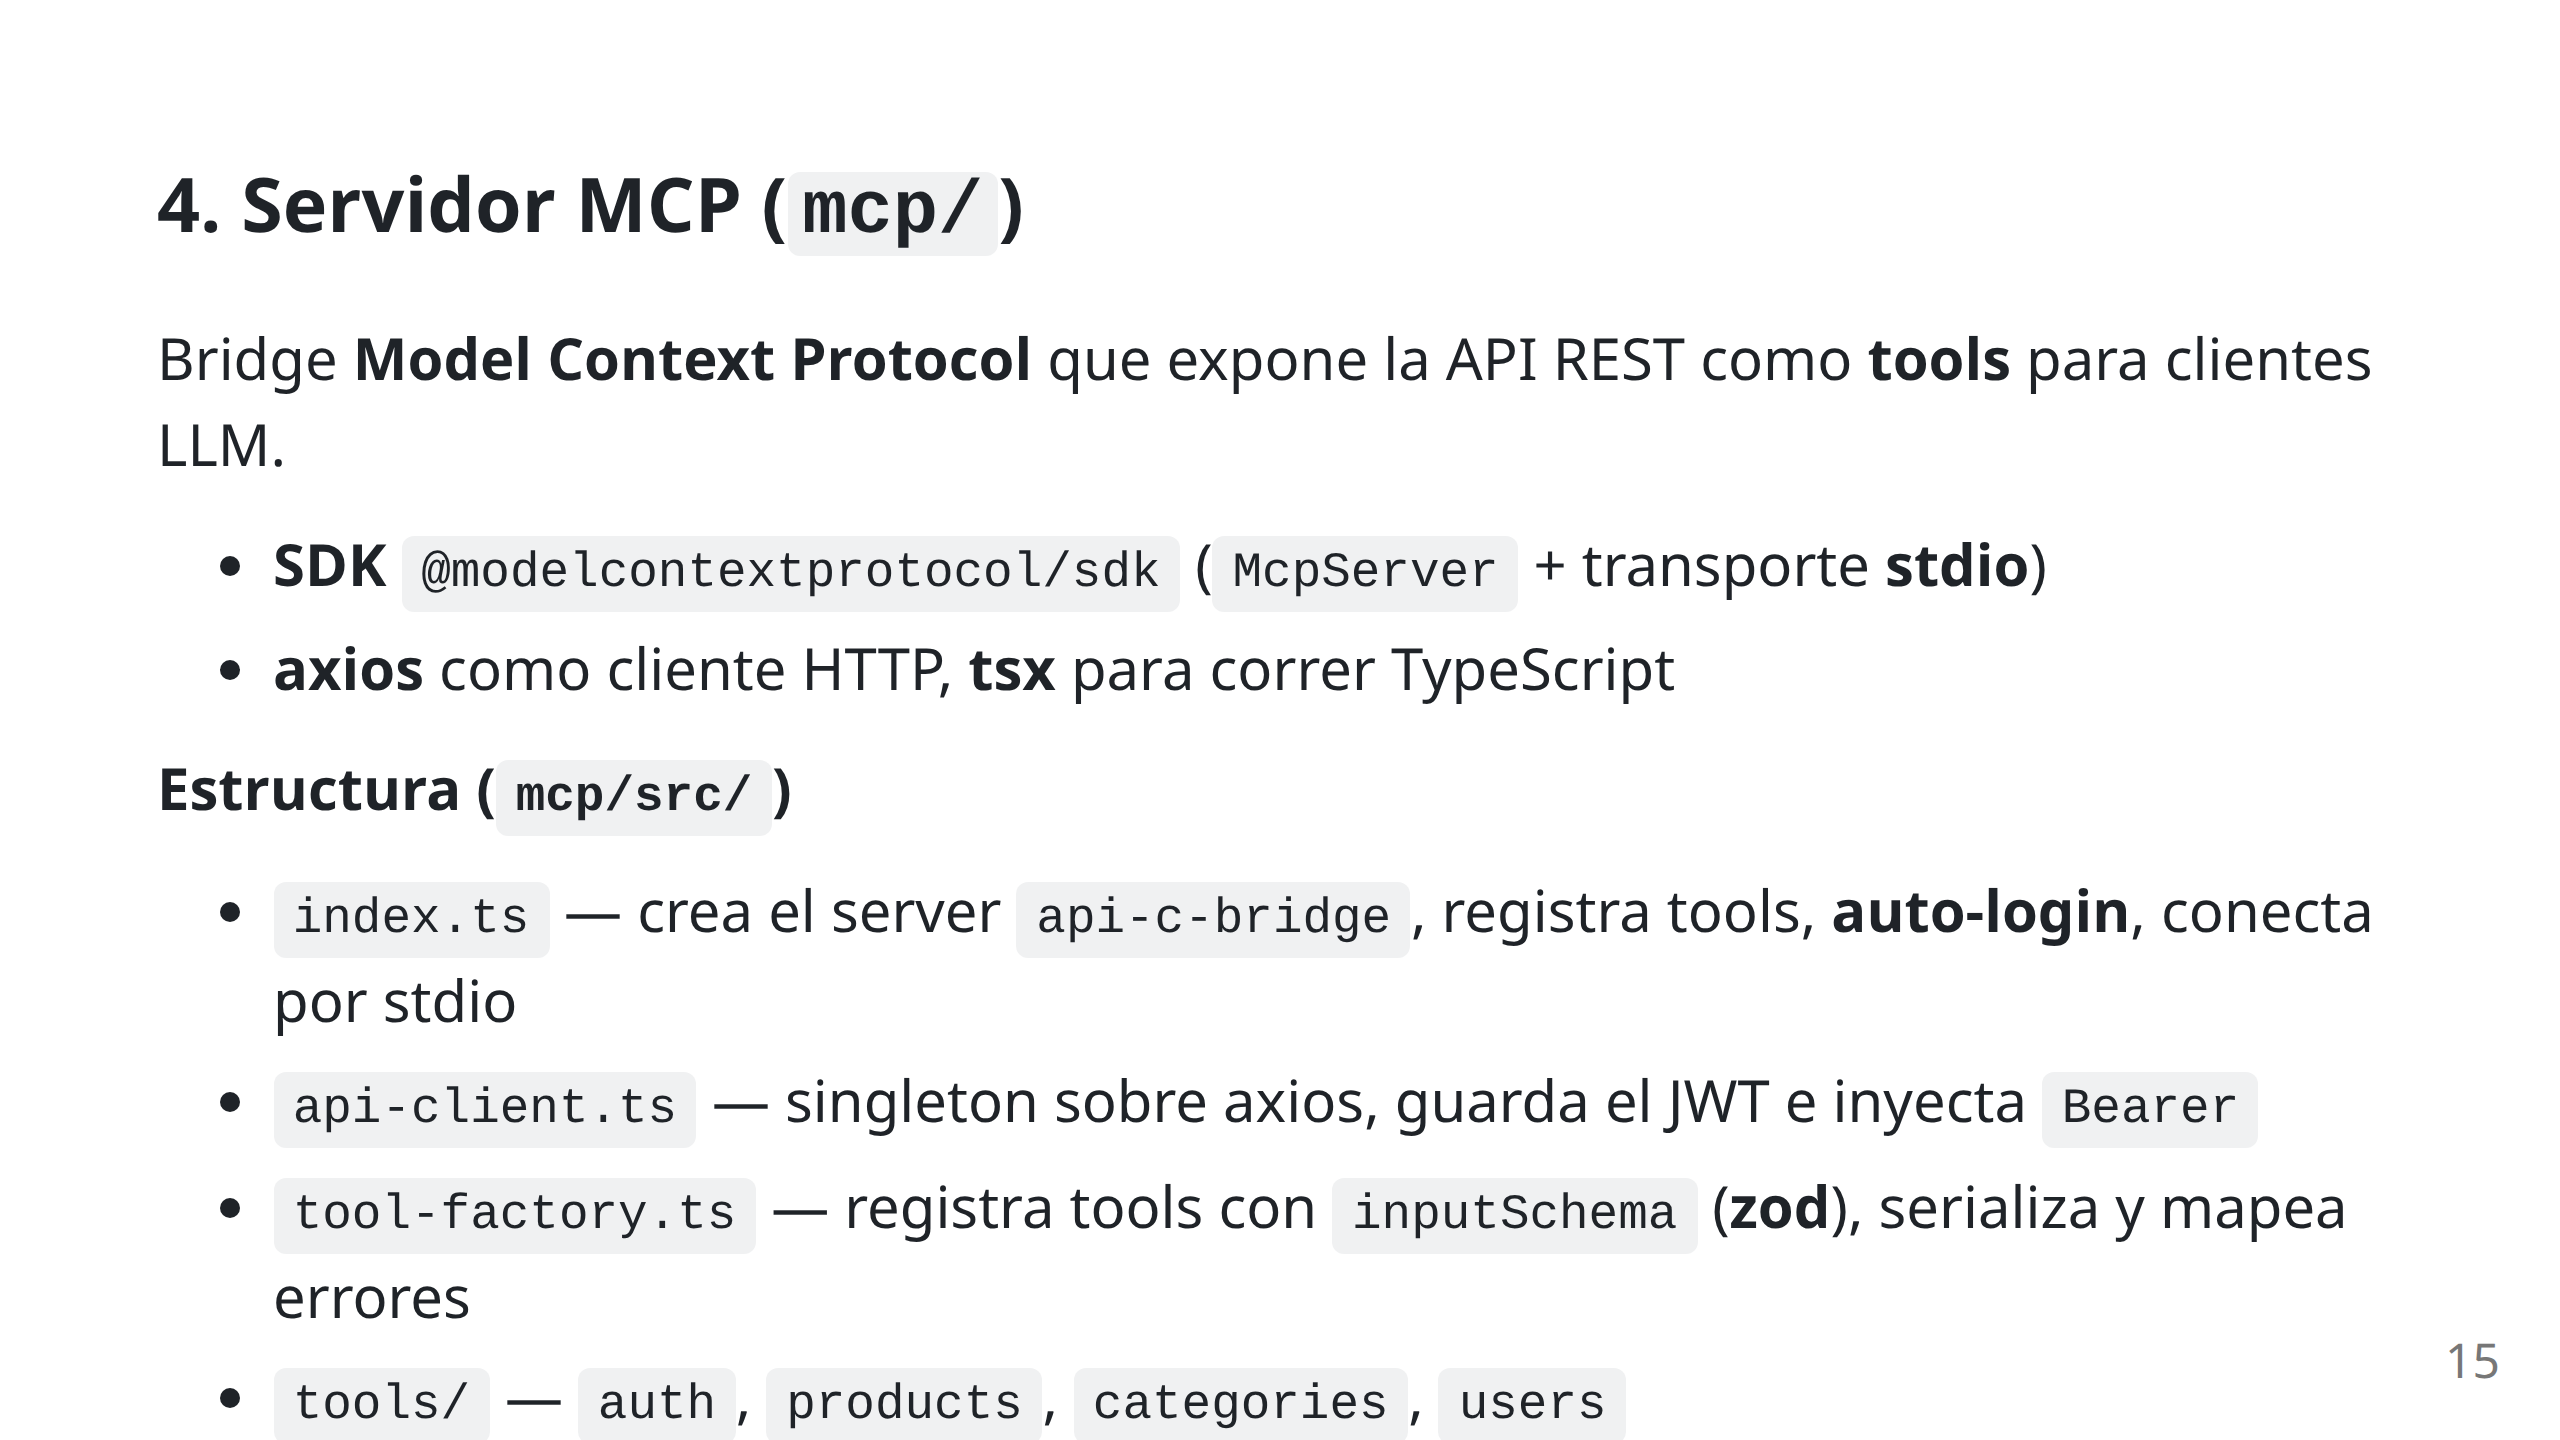 4. Servidor MCP (mcp/)
Bridge Model Context Protocol que expone la API REST como tools para clientes
LLM.
• SDK @modelcontextprotocol/sdk (McpServer + transporte stdio)
• axios como cliente HTTP, tsx para correr TypeScript
Estructura (mcp/src/)
• index.ts — crea el server api-c-bridge, registra tools, auto-login, conecta
por stdio
• api-client.ts — singleton sobre axios, guarda el JWT e inyecta Bearer
• tool-factory.ts — registra tools con inputSchema (zod), serializa y mapea
errores
• tools/ — auth, products, categories, users
15